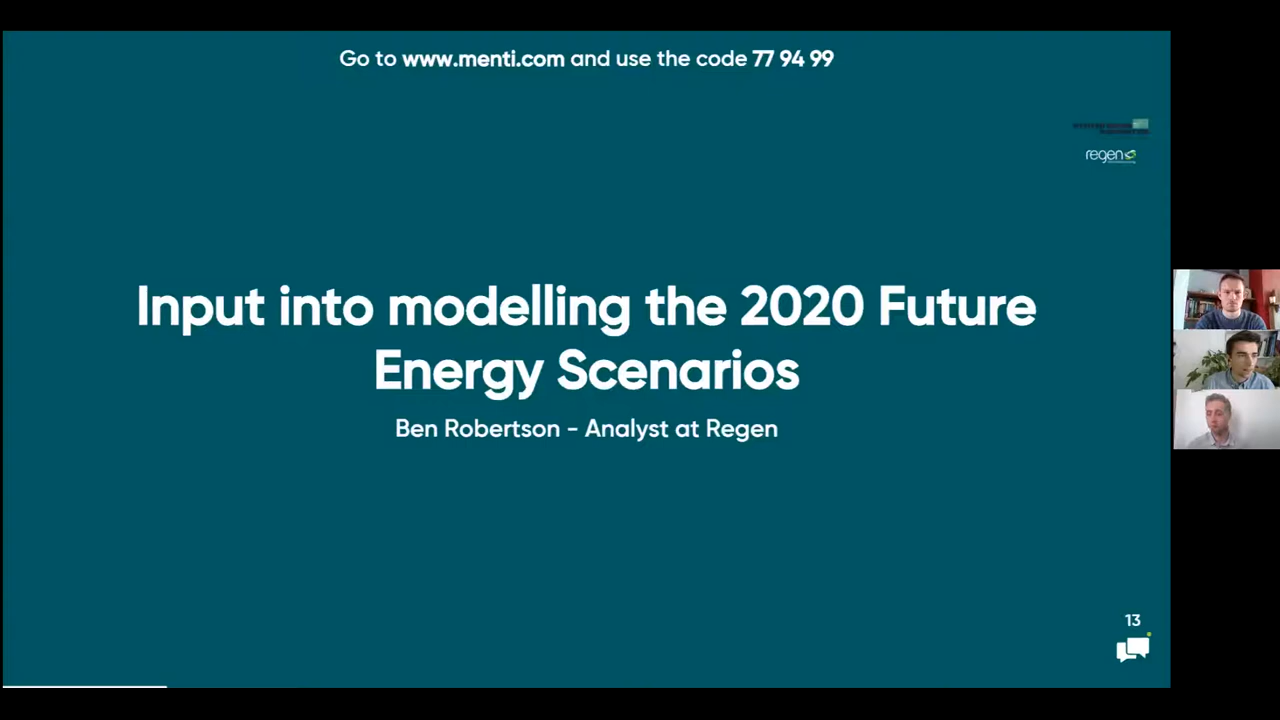 Go to www.menti.com and use the code 77 94 99
regen
Input into modelling the 2020 Future
Energy Scenarios
Ben Robertson - Analyst at Regen
13